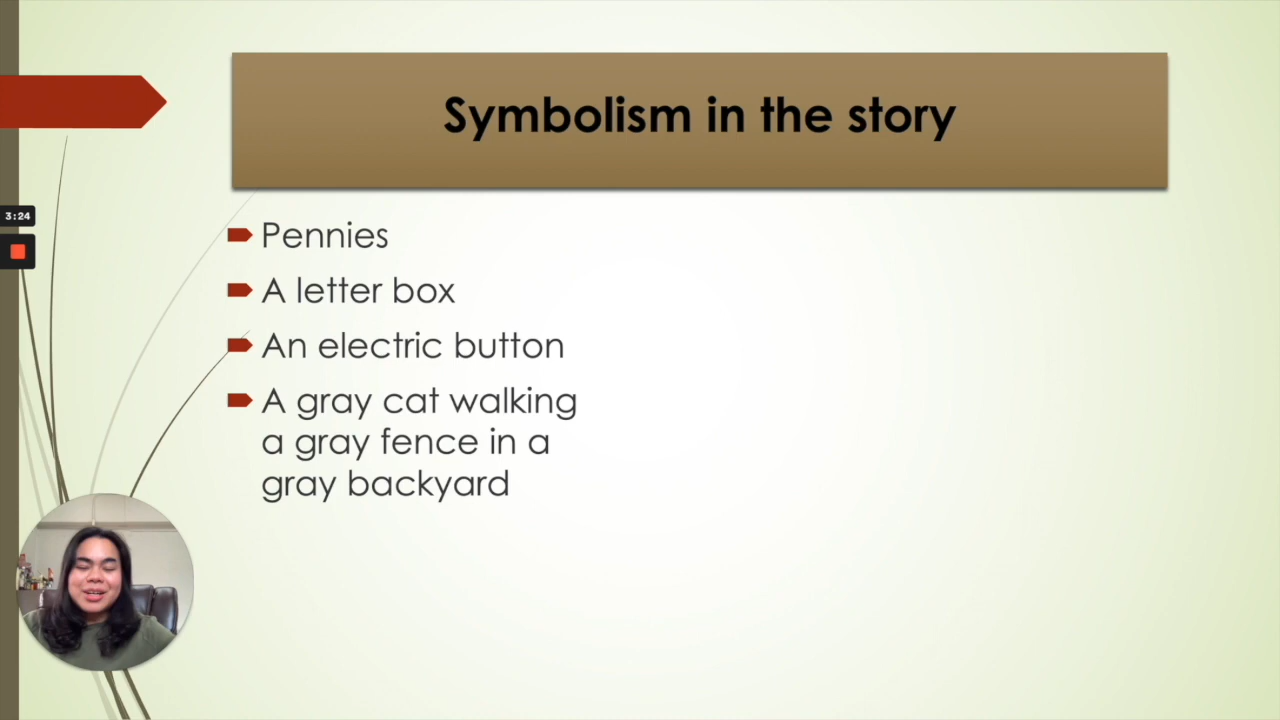 Symbolism in the story
3:24
Pennies
A letter box
An electric button
A gray cat walking
a gray fence in a
gray backyard